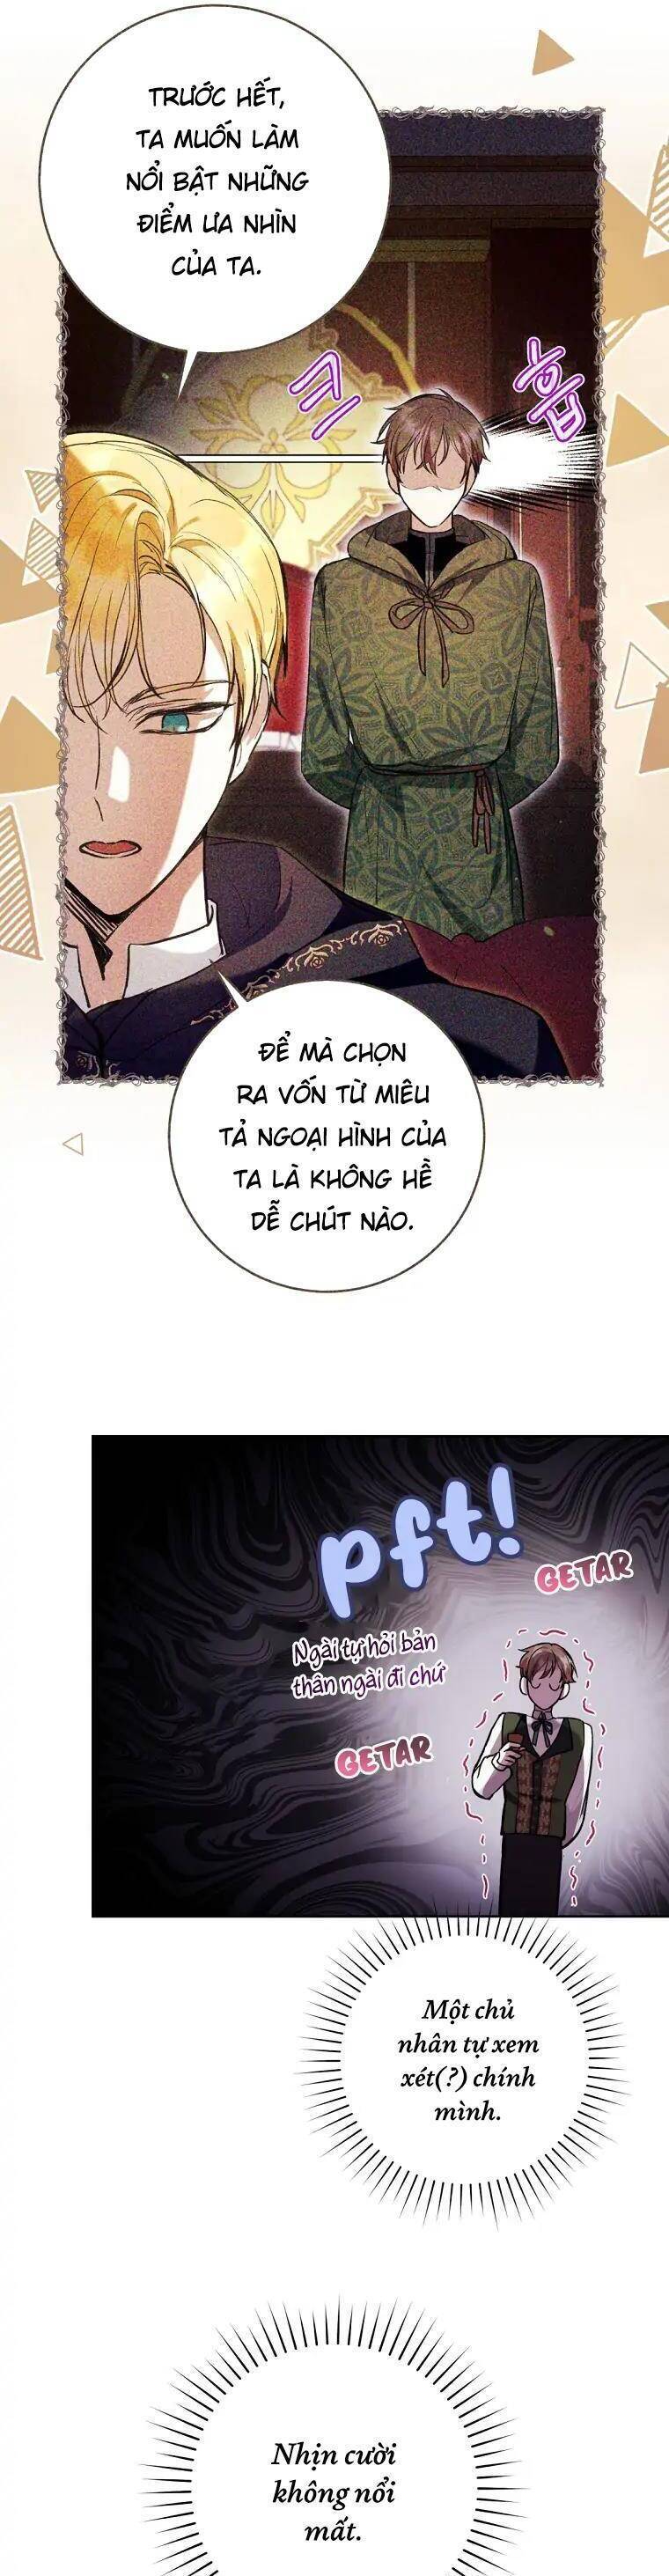 TRƯỚC HẾT,
TA MUỐN LÀM
NỔI BẬT NHỮNG
ĐIỂM ƯA NHÌN
CỦA TA.
크
흡
ĐỂ MÀ CHỌN
RA VỐN TỪ MIÊU
TẢ NGOẠI HÌNH CỦA
TA LÀ KHÔNG HỀ
DỄ CHÚT NÀO.
pft!
GETAR
Ngài tự hỏi bản
thân ngài đi chứ
GETAR
Một chủ
nhân tự xem
xét(?) chính
mình.
Nhịn cười
không nổi
mất.